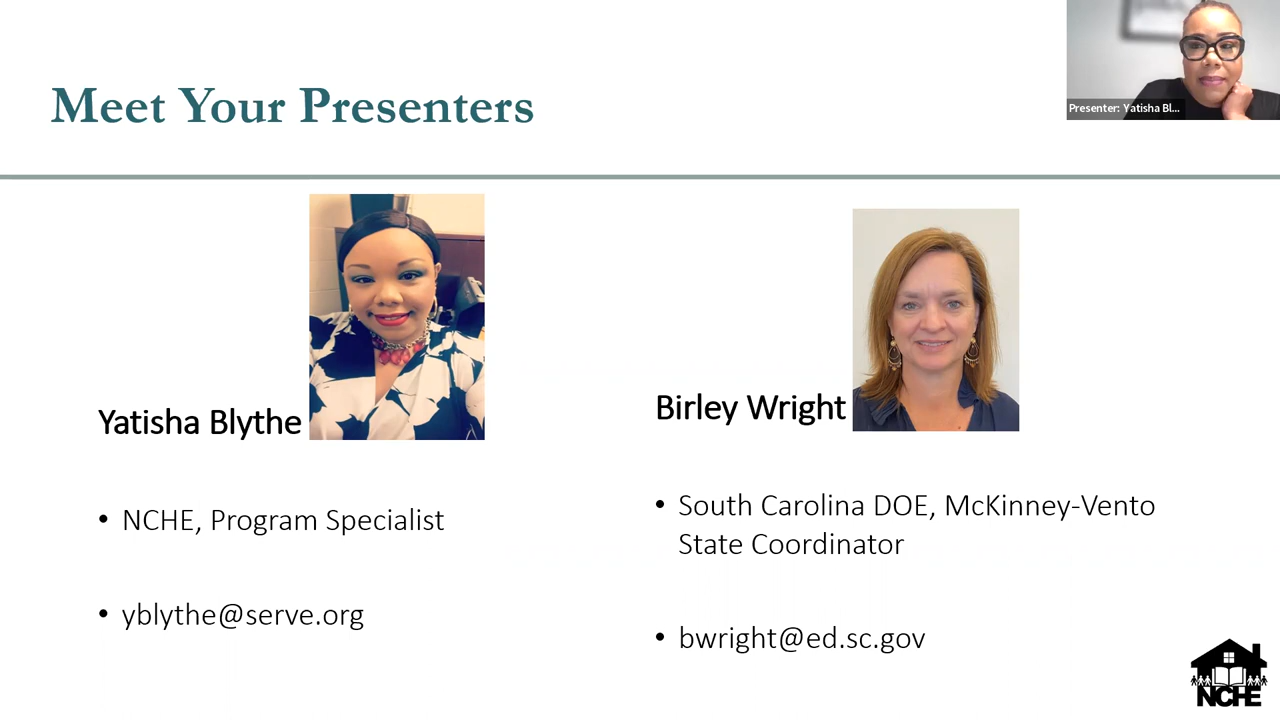 Meet Your Presenters
Presenter: Yatisha Bl...
Yatisha Blythe
• NCHE, Program Specialist
• yblythe@serve.org
Birley Wright
• South Carolina DOE, McKinney-Vento
State Coordinator
• bwright@ed.sc.gov
NCHE